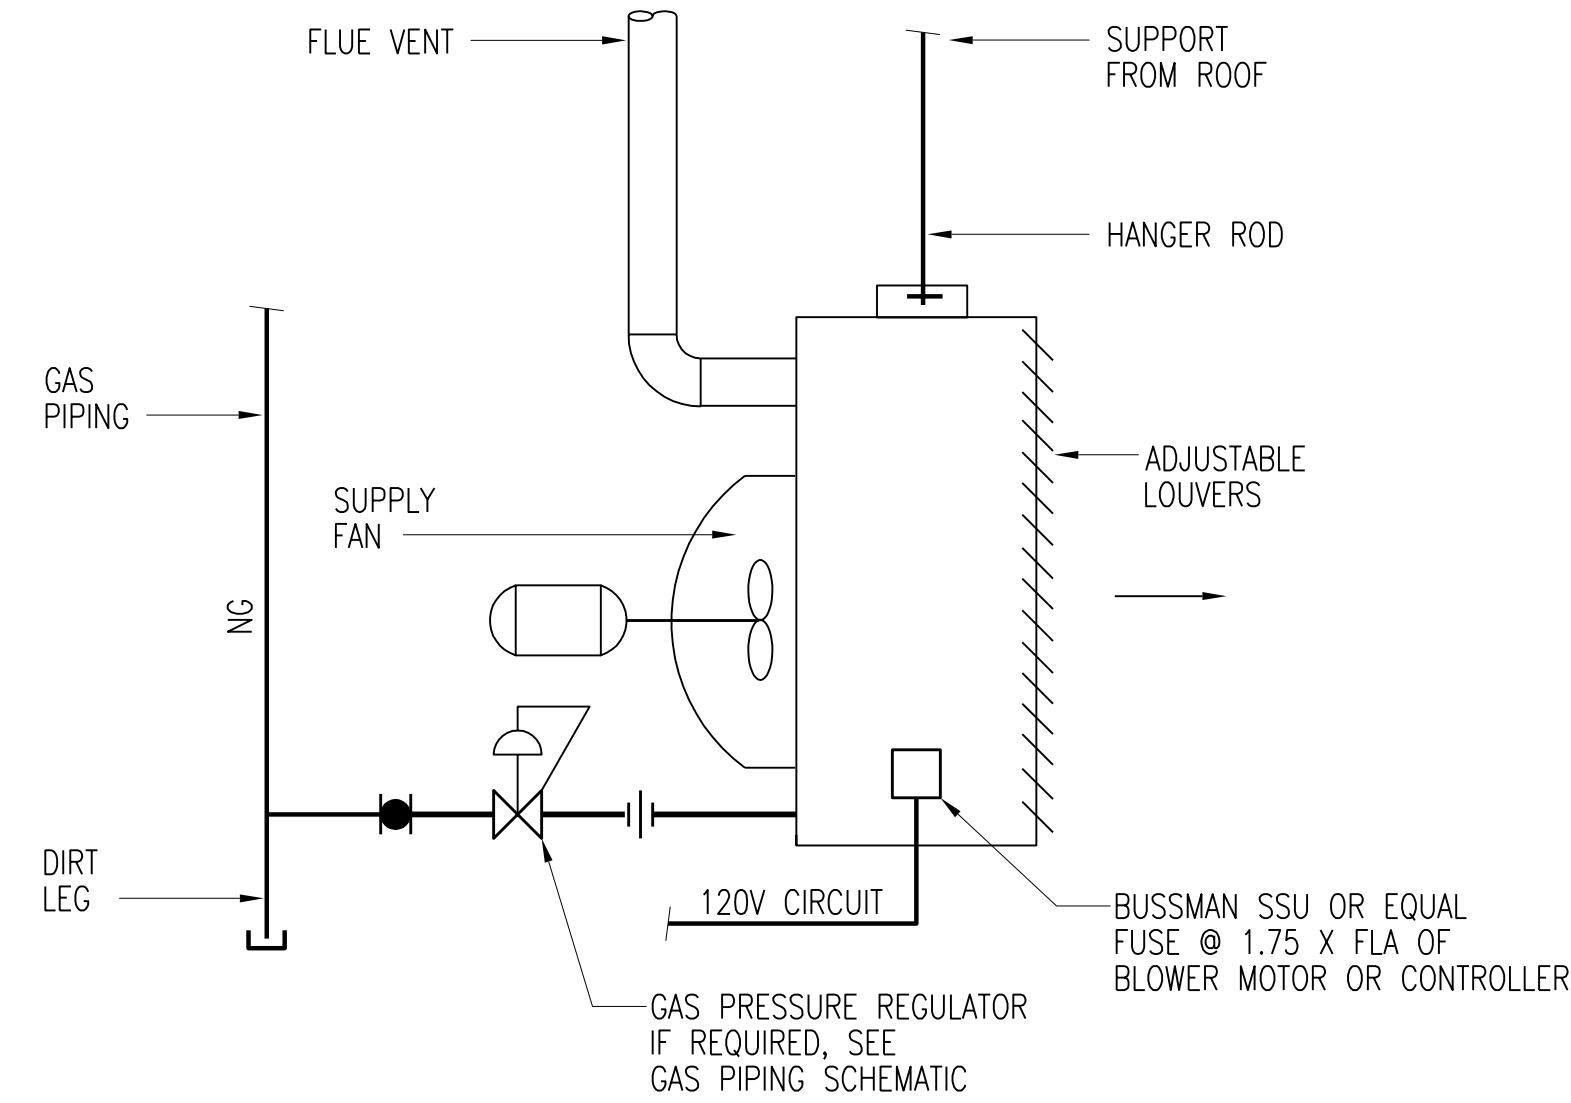 FLUE VENT
SUPPORT
FROM ROOF
HANGER ROD
GAS
PIPING
ADJUSTABLE
LOUVERS
SUPPLY
FAN
NG
DIRT
LEG
120V CIRCUIT
BUSSMAN SSU OR EQUAL
FUSE @ 1.75 X FLA OF
BLOWER MOTOR OR CONTROLLER
GAS PRESSURE REGULATOR
IF REQUIRED, SEE
GAS PIPING SCHEMATIC